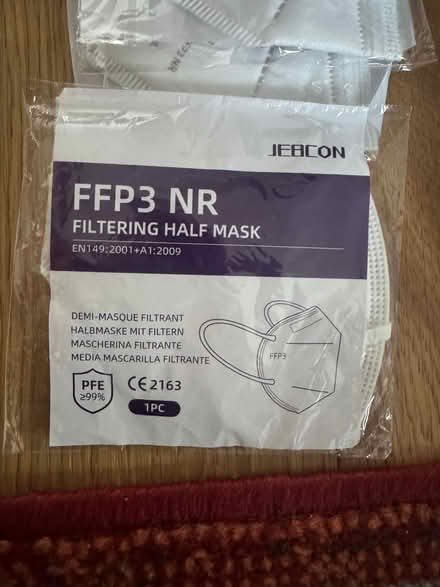 JEBCON
FFP3 NR
FILTERING HALF MASK
EN149:2001+A1:2009
DEMI-MASQUE FILTRANT
HALBMASKE MIT FILTERN
MASCHERINA FILTRANTE
MEDIA MASCARILLA FILTRANTE
FFP3
PFE
≥99%
CE 2163
1PC